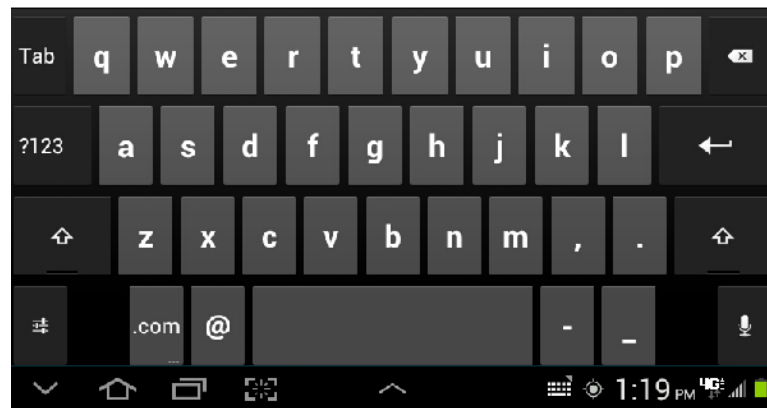 Tab q w e r t y u i o p
?123 a s d f g h j k l
z x c v b n m , .
.com @ - _
1:19 PM 4G